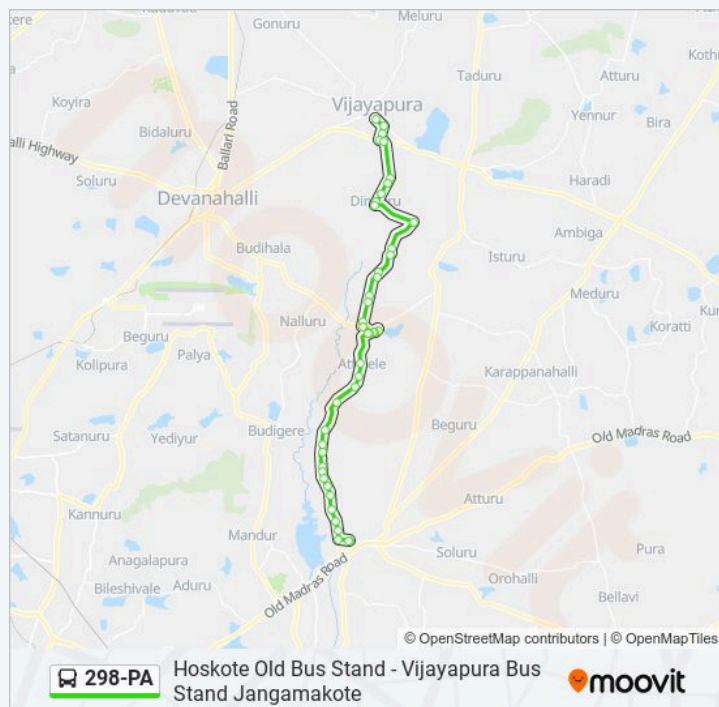 Gonuru
Meluru
Taduru
Koyira
Vijayapura
Atturu
Yennur
Bira
Bidaluru
Ballari Road
alli Highway
Soluru
Devanahalli
Haradi
Ambiga
Budihala
Isturu
Meduru
Nalluru
Koratti
Beguru
Kolipura
Palya
Karappanahalli
Beguru
Old Madras Road
Satanuru
Yediyur
Budigere
Atturu
Kannuru
Mandur
Soluru
Pura
Anagalapura
Aduru
Bileshivale
Old Madras Road
Orohalli
Bellavi
© OpenStreetMap contributors | © OpenMapTiles
298-PA
Hoskote Old Bus Stand - Vijayapura Bus
Stand Jangamakote
moovit